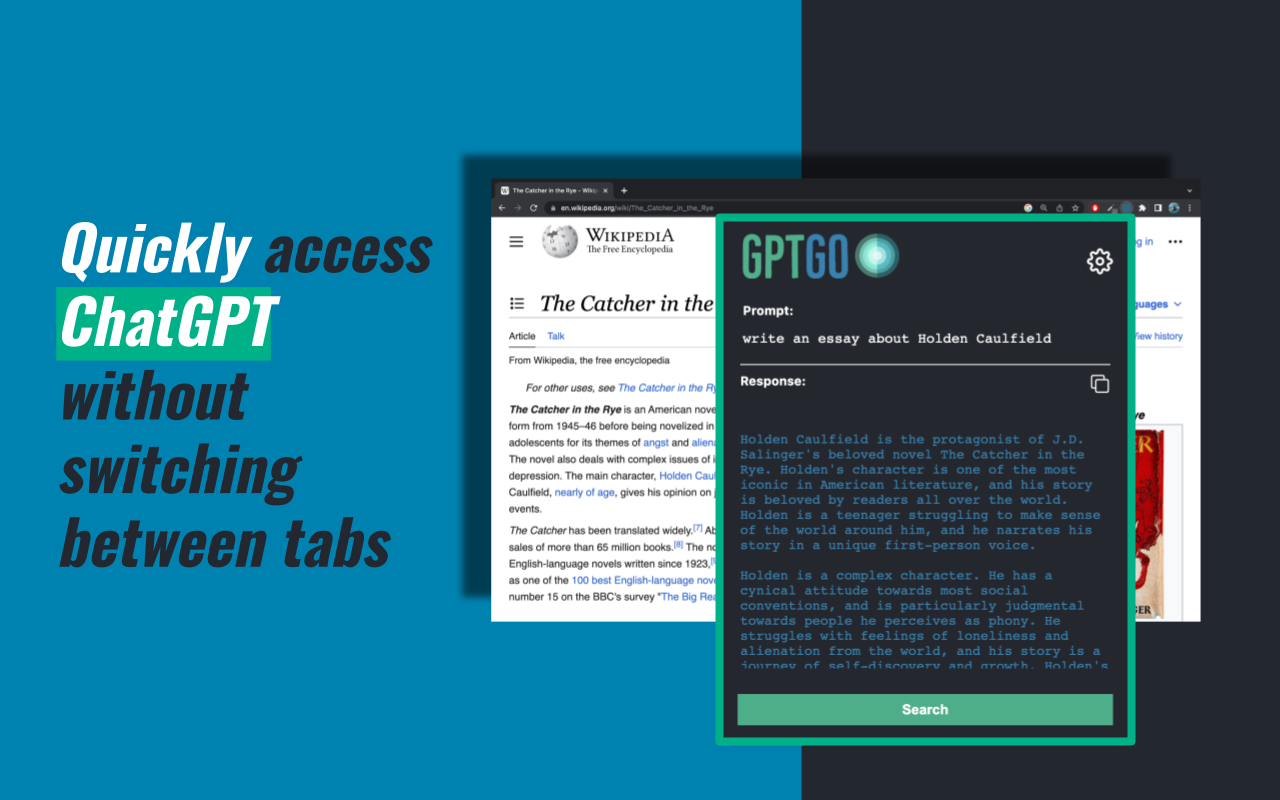 Quickly access
ChatGPT
without
switching
between tabs
The Catcher in the Rye - Wiki
en.wikipedia.org/wiki/The_Catcher_in_the_Rye
WIKIPEDIA
The Free Encyclopedia
The Catcher in the
Article Talk
From Wikipedia, the free encyclopedia
For other uses, see The Catcher in the Ry
The Catcher in the Rye is an American nove
form from 1945–46 before being novelized in
adolescents for its themes of angst and alien
The novel also deals with complex issues of i
depression. The main character, Holden Caul
Caulfield, nearly of age, gives his opinion on
events.
The Catcher has been translated widely.[7] Ab
sales of more than 65 million books.[8] The no
English-language novels written since 1923,
as one of the 100 best English-language nove
number 15 on the BBC's survey "The Big Rea
g in
guages
View history
ye
R
GER
GPTGO
Prompt:
write an essay about Holden Caulfield
Response:
Holden Caulfield is the protagonist of J.D.
Salinger's beloved novel The Catcher in the
Rye. Holden's character is one of the most
iconic in American literature, and his story
is beloved by readers all over the world.
Holden is a teenager struggling to make sense
of the world around him, and he narrates his
story in a unique first-person voice.
Holden is a complex character. He has a
cynical attitude towards most social
conventions, and is particularly judgmental
towards people he perceives as phony. He
struggles with feelings of loneliness and
alienation from the world, and his story is a
journey of self-discovery and growth. Holden's
Search